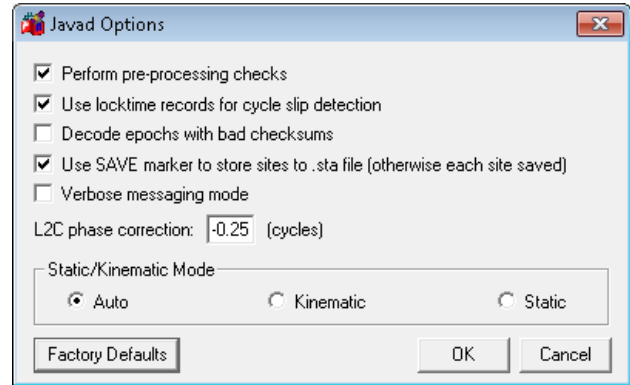 Javad Options
Perform pre-processing checks
Use locktime records for cycle slip detection
Decode epochs with bad checksums
Use SAVE marker to store sites to .sta file (otherwise each site saved)
Verbose messaging mode
L2C phase correction: -0.25 (cycles)
Static/Kinematic Mode
Auto Kinematic Static
Factory Defaults OK Cancel